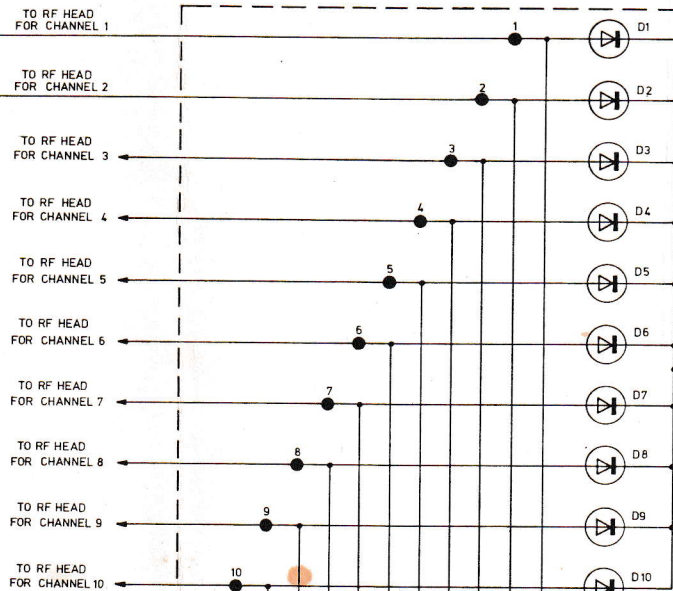 TO RF HEAD
FOR CHANNEL 1
1
D1
TO RF HEAD
FOR CHANNEL 2
2
D2
TO RF HEAD
FOR CHANNEL 3
3
D3
TO RF HEAD
FOR CHANNEL 4
4
D4
TO RF HEAD
FOR CHANNEL 5
5
D5
TO RF HEAD
FOR CHANNEL 6
6
D6
TO RF HEAD
FOR CHANNEL 7
7
D7
TO RF HEAD
FOR CHANNEL 8
8
D8
TO RF HEAD
FOR CHANNEL 9
9
D9
TO RF HEAD
FOR CHANNEL 10
10
D10